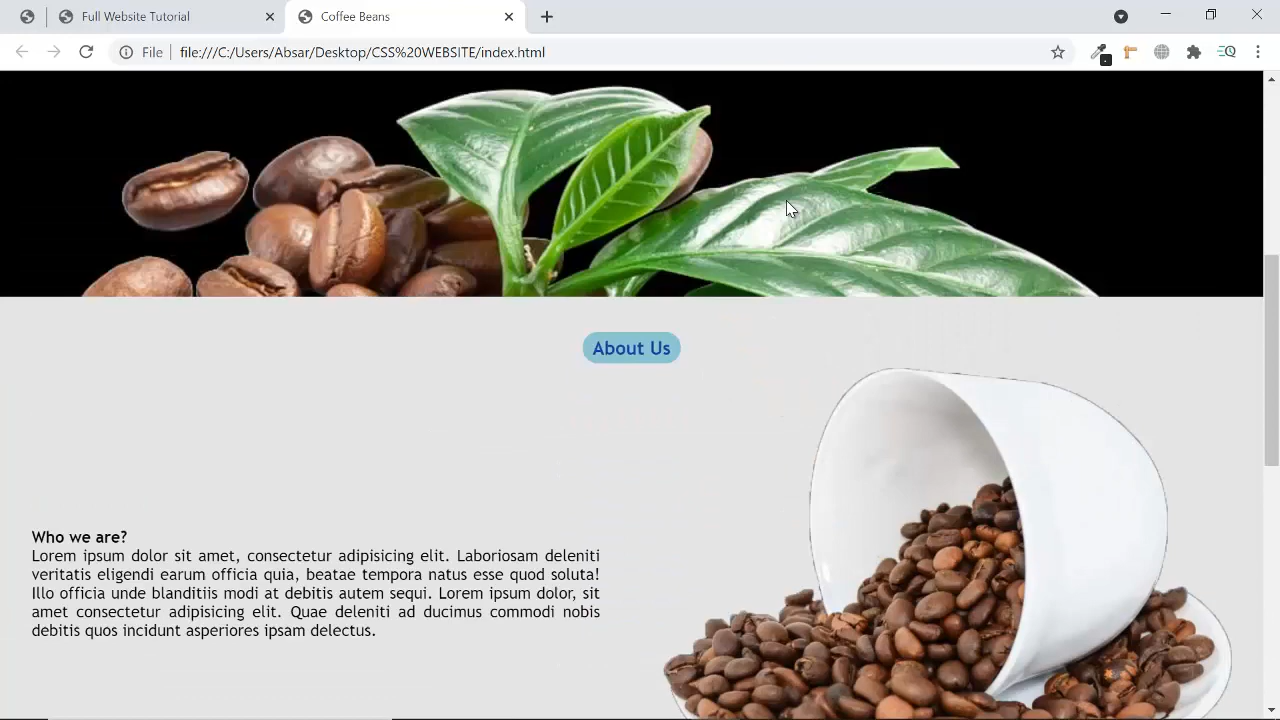 Full Website Tutorial
Coffee Beans
File
file:///C:/Users/Absar/Desktop/CSS%20WEBSITE/index.html
About Us
Who we are?
Lorem ipsum dolor sit amet, consectetur adipisicing elit. Laboriosam deleniti
veritatis eligendi earum officia quia, beatae tempora natus esse quod soluta!
Illo officia unde blanditiis modi at debitis autem sequi. Lorem ipsum dolor, sit
amet consectetur adipisicing elit. Quae deleniti ad ducimus commodi nobis
debitis quos incidunt asperiores ipsam delectus.